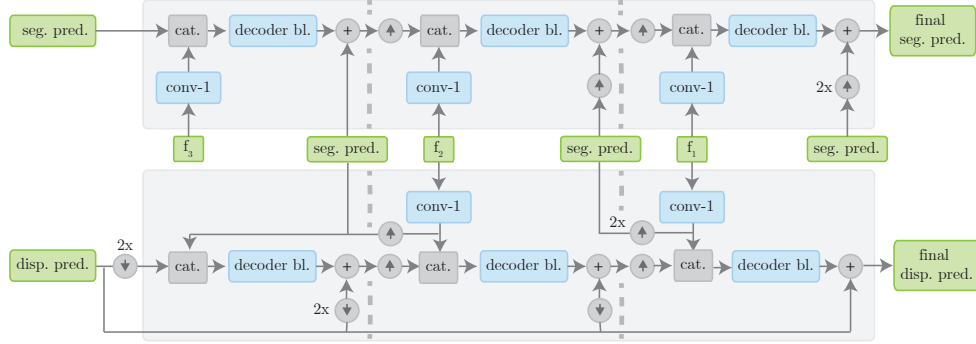 seg. pred.
cat.
decoder bl.
+
cat.
decoder bl.
+
cat.
decoder bl.
+
final
seg. pred.
conv-1
conv-1
conv-1
2x
f₃
seg. pred.
f₂
seg. pred.
f₁
seg. pred.
conv-1
conv-1
2x
2x
disp. pred.
cat.
decoder bl.
+
cat.
decoder bl.
+
cat.
decoder bl.
+
final
disp. pred.
2x